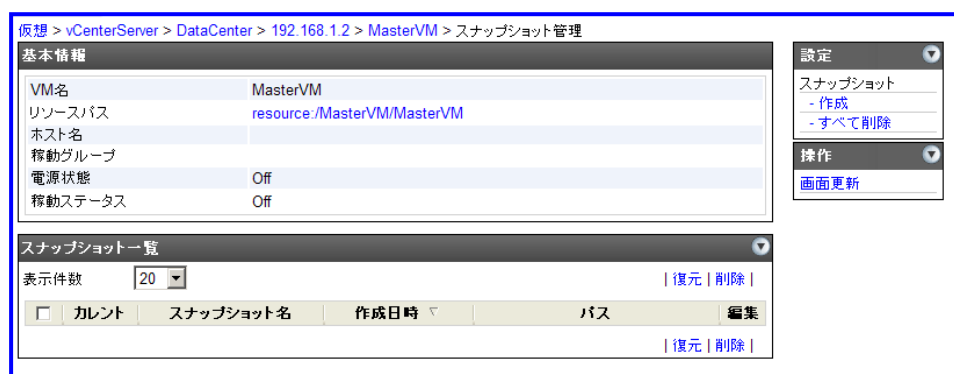 仮想 > vCenterServer > DataCenter > 192.168.1.2 > MasterVM > スナップショット管理
基本情報
VM名 MasterVM
リソースパス resource:/MasterVM/MasterVM
ホスト名
稼動グループ
電源状態 Off
稼動ステータス Off
スナップショット一覧
表示件数 20 | 復元 | 削除 |
カレント スナップショット名 作成日時 ▽ パス 編集
| 復元 | 削除 |
設定
スナップショット
- 作成
- すべて削除
操作
画面更新